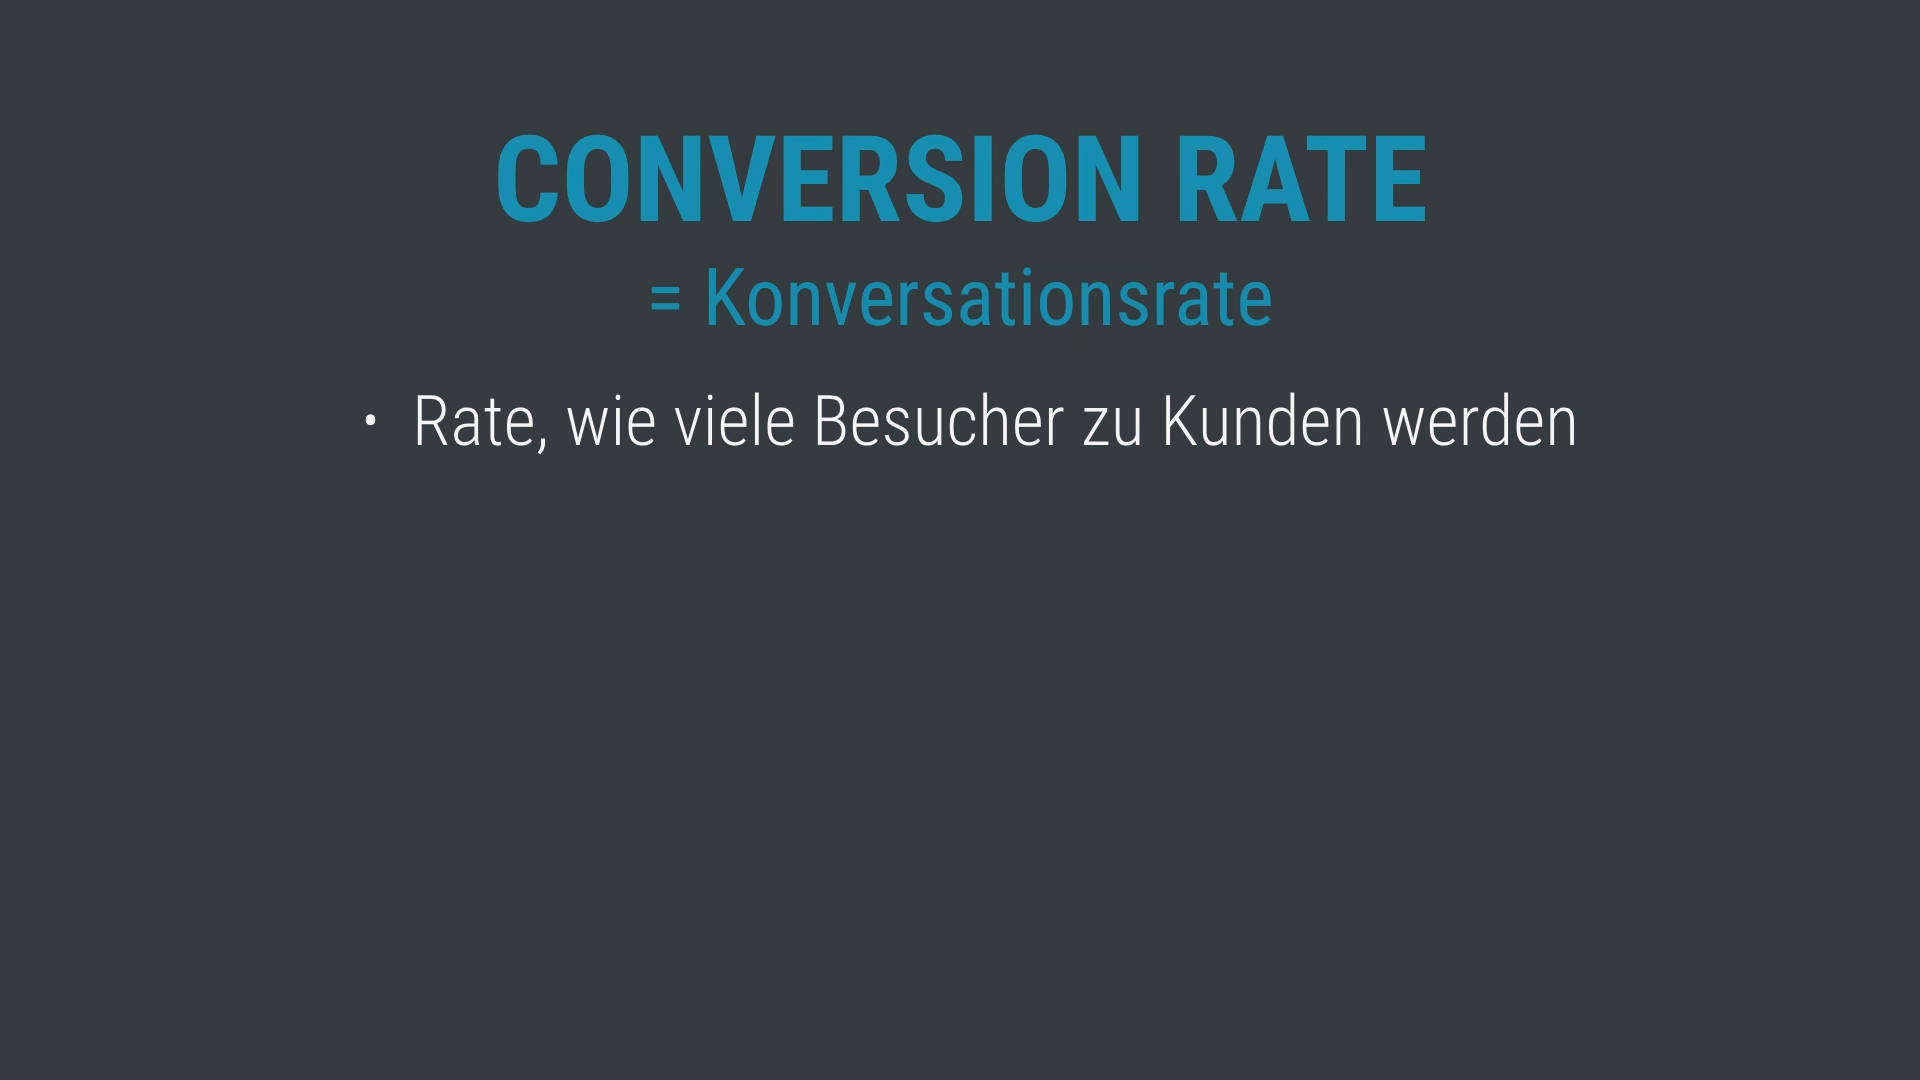 CONVERSION RATE
= Konversationsrate
• Rate, wie viele Besucher zu Kunden werden